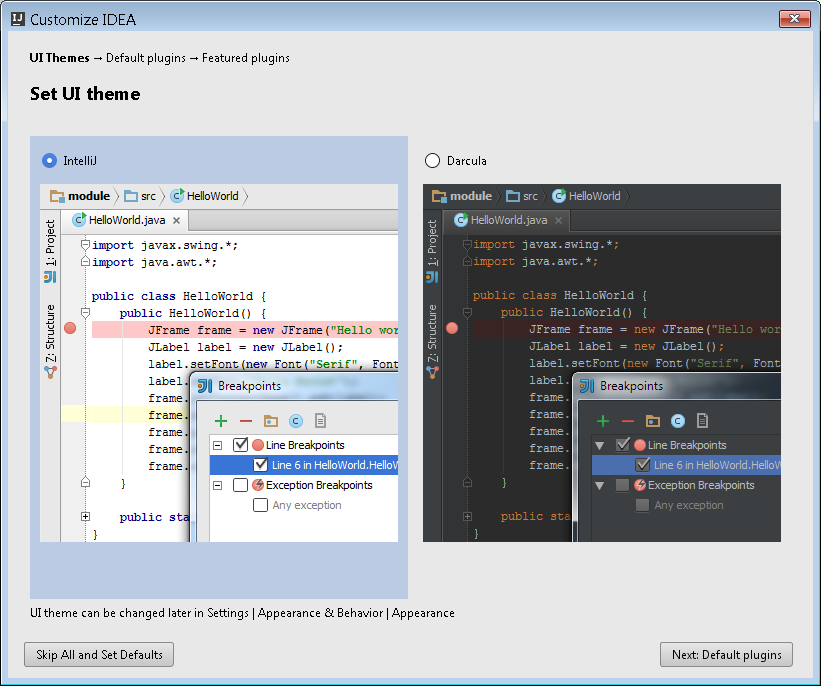 Customize IDEA
UI Themes → Default plugins → Featured plugins
Set UI theme
IntelliJ
module src HelloWorld
HelloWorld.java
1: Project
Z: Structure
import javax.swing.*;
import java.awt.*;
public class HelloWorld {
public HelloWorld() {
JFrame frame = new JFrame("Hello wor
JLabel label = new JLabel();
label.setFont(new Font("Serif", Font
label.
frame.
frame.
frame.
frame.
frame.
}
public sta
}
Breakpoints
Line Breakpoints
Line 6 in HelloWorld.HelloW
Exception Breakpoints
Any exception
Darcula
module src HelloWorld
HelloWorld.java
1: Project
Z: Structure
import javax.swing.*;
import java.awt.*;
public class HelloWorld {
public HelloWorld() {
JFrame frame = new JFrame("Hello wor
JLabel label = new JLabel();
label.setFont(new Font("Serif", Font
label.
frame.
frame.
frame.
frame.
frame.
}
public sta
}
Breakpoints
Line Breakpoints
Line 6 in HelloWorld.HelloW
Exception Breakpoints
Any exception
UI theme can be changed later in Settings | Appearance & Behavior | Appearance
Skip All and Set Defaults
Next: Default plugins